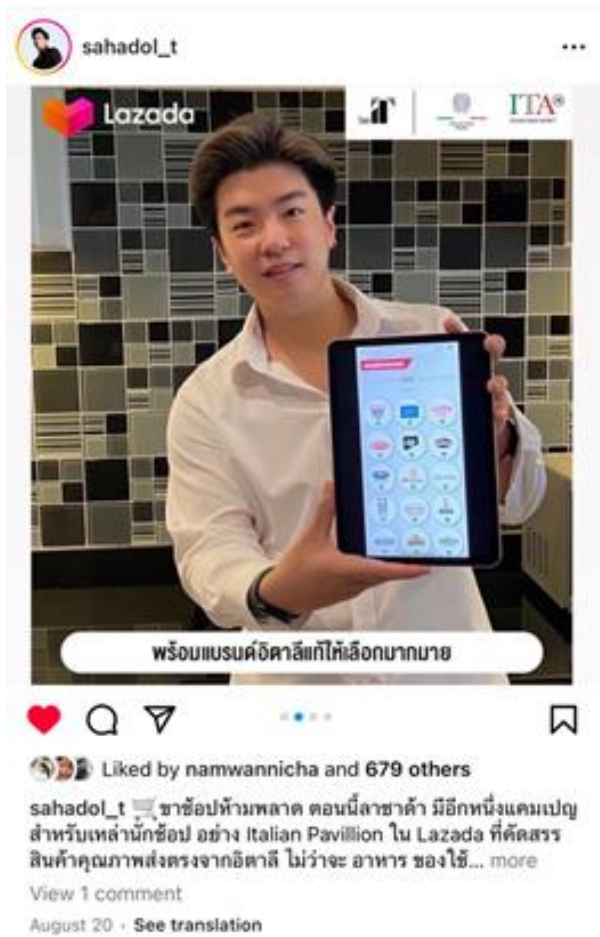 sahadol_t
Lazada
ITA
พร้อมแบรนด์อิตาลีแท้ให้เลือกมากมาย
Liked by namwannicha and 679 others
sahadol_t 🛒ขาช้อปห้ามพลาด ตอนนี้ลาซาด้า มีอีกหนึ่งแคมเปญ
สำหรับเหล่านักช้อป อย่าง Italian Pavillion ใน Lazada ที่คัดสรร
สินค้าคุณภาพส่งตรงจากอิตาลี ไม่ว่าจะ อาหาร ของใช้... more
View 1 comment
August 20 · See translation